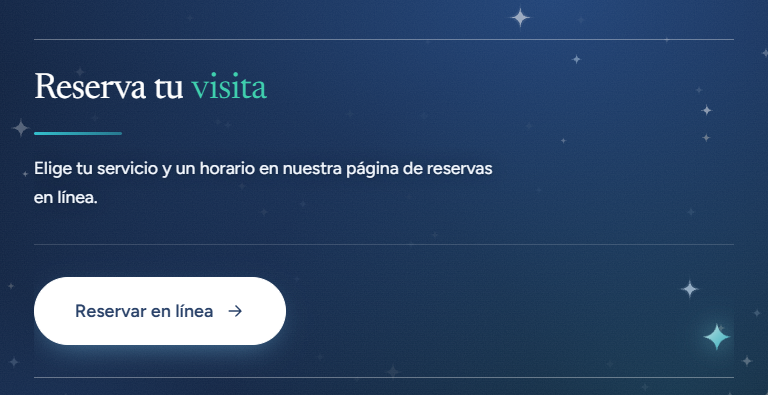 Reserva tu visita
Elige tu servicio y un horario en nuestra página de reservas
en línea.
Reservar en línea →